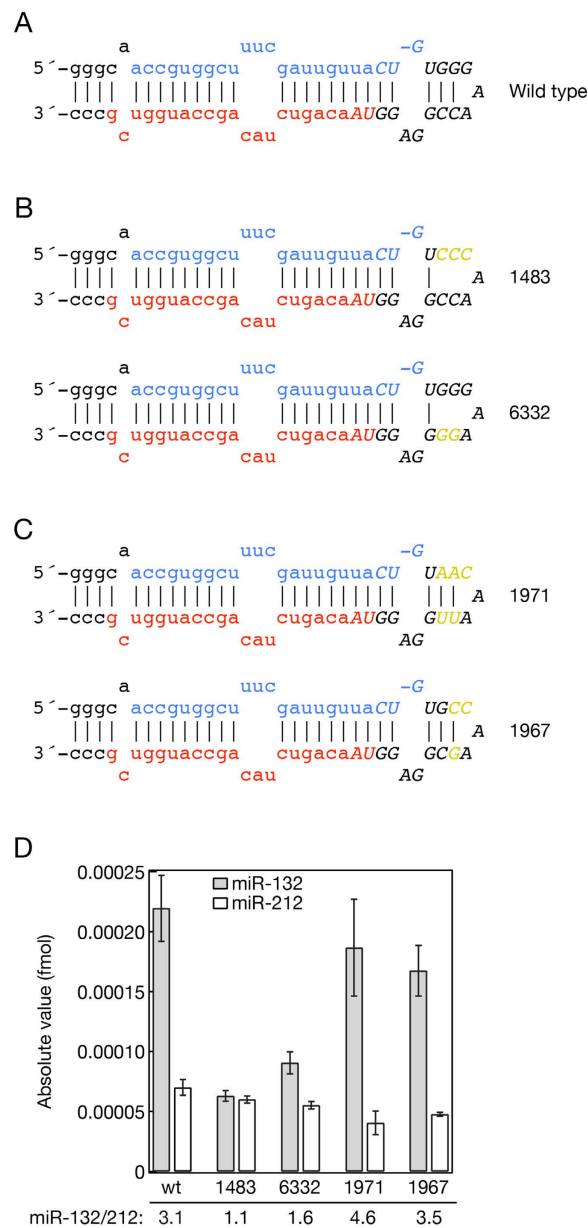 A
a uuc -G
5´-gggc accguggcu gauuguuaCU UGGG
A Wild type
3´-cccg ugguaccga cugacaAUGG GCCA
c cau AG
B
a uuc -G
5´-gggc accguggcu gauuguuaCU UCCC
A 1483
3´-cccg ugguaccga cugacaAUGG GCCA
c cau AG
a uuc -G
5´-gggc accguggcu gauuguuaCU UGGG
A 6332
3´-cccg ugguaccga cugacaAUGG GGGA
c cau AG
C
a uuc -G
5´-gggc accguggcu gauuguuaCU UAAC
A 1971
3´-cccg ugguaccga cugacaAUGG GUUA
c cau AG
a uuc -G
5´-gggc accguggcu gauuguuaCU UGCC
A 1967
3´-cccg ugguaccga cugacaAUGG GCGA
c cau AG
D
0.00025
miR-132
miR-212
0.00020
0.00015
0.00010
0.00005
0
Absolute value (fmol)
wt 1483 6332 1971 1967
miR-132/212: 3.1 1.1 1.6 4.6 3.5